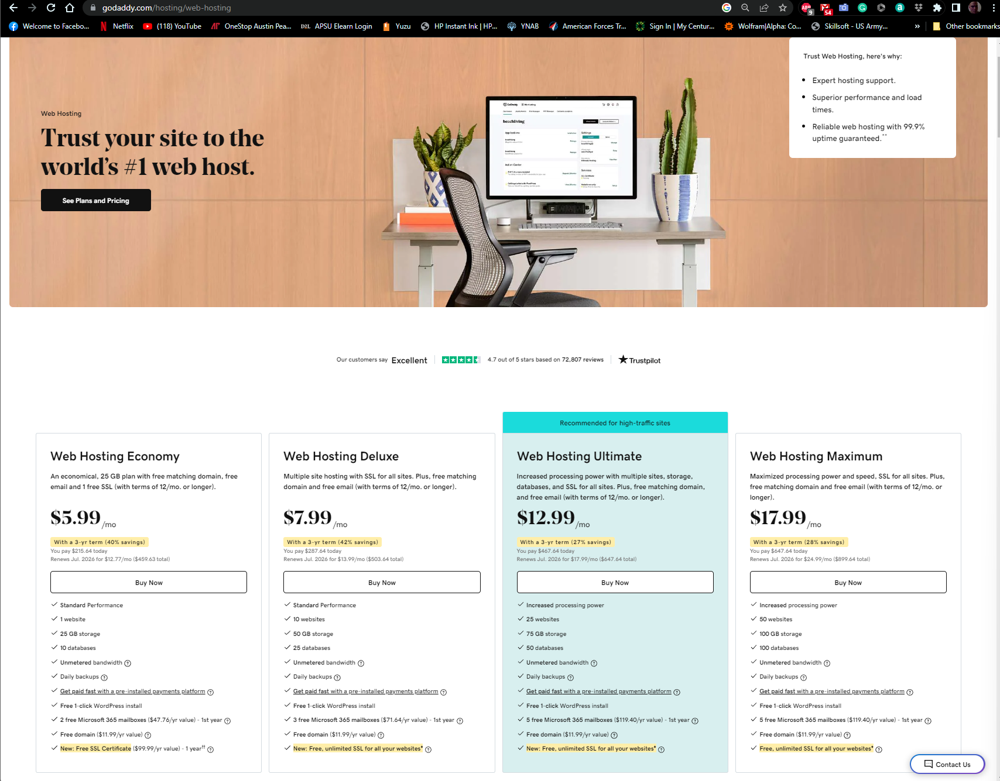 godaddy.com/hosting/web-hosting
9
54
Welcome to Facebo...
Netflix
(118) YouTube
OneStop Austin Pea...
D2L
APSU Elearn Login
Yuzu
HP Instant Ink | HP...
YNAB
American Forces Tr...
Sign In | My Centur...
Wolfram|Alpha: Co...
Skillsoft - US Army...
»
Other bookmarks
Trust Web Hosting, here's why:
• Expert hosting support.
• Superior performance and load
times.
• Reliable web hosting with 99.9%
uptime guaranteed.**
Web Hosting
Trust your site to the
world's #1 web host.
See Plans and Pricing
GoDaddy
My Hosting
beachliving
Applications
Settings
Action Center
Services
Our customers say Excellent
4.7 out of 5 stars based on 72,807 reviews
Trustpilot
Web Hosting Economy
An economical, 25 GB plan with free matching domain, free
email and 1 free SSL (with terms of 12/mo. or longer).
$5.99/mo
With a 3-yr term (40% savings)
You pay $215.64 today
Renews Jul. 2026 for $12.77/mo ($459.63 total)
Buy Now
Standard Performance
1 website
25 GB storage
10 databases
Unmetered bandwidth
Daily backups
Get paid fast with a pre-installed payments platform
Free 1-click WordPress install
2 free Microsoft 365 mailboxes ($47.76/yr value) - 1st year
Free domain ($11.99/yr value)
New: Free SSL Certificate ($99.99/yr value) - 1 year††
Web Hosting Deluxe
Multiple site hosting with SSL for all sites. Plus, free matching
domain and free email (with terms of 12/mo. or longer).
$7.99/mo
With a 3-yr term (42% savings)
You pay $287.64 today
Renews Jul. 2026 for $13.99/mo ($503.64 total)
Buy Now
Standard Performance
10 websites
50 GB storage
25 databases
Unmetered bandwidth
Daily backups
Get paid fast with a pre-installed payments platform
Free 1-click WordPress install
3 free Microsoft 365 mailboxes ($71.64/yr value) - 1st year
Free domain ($11.99/yr value)
New: Free, unlimited SSL for all your websites♦
Recommended for high-traffic sites
Web Hosting Ultimate
Increased processing power with multiple sites, storage,
databases, and SSL for all sites. Plus, free matching domain,
and free email (with terms of 12/mo. or longer).
$12.99/mo
With a 3-yr term (27% savings)
You pay $467.64 today
Renews Jul. 2026 for $17.99/mo ($647.64 total)
Buy Now
Increased processing power
25 websites
75 GB storage
50 databases
Unmetered bandwidth
Daily backups
Get paid fast with a pre-installed payments platform
Free 1-click WordPress install
5 free Microsoft 365 mailboxes ($119.40/yr value) - 1st year
Free domain ($11.99/yr value)
New: Free, unlimited SSL for all your websites♦
Web Hosting Maximum
Maximized processing power and speed, SSL for all sites. Plus,
free matching domain and free email (with terms of 12/mo. or
longer).
$17.99/mo
With a 3-yr term (28% savings)
You pay $647.64 today
Renews Jul. 2026 for $24.99/mo ($899.64 total)
Buy Now
Increased processing power
50 websites
100 GB storage
100 databases
Unmetered bandwidth
Daily backups
Get paid fast with a pre-installed payments platform
Free 1-click WordPress install
5 free Microsoft 365 mailboxes ($119.40/yr value) - 1st year
Free domain ($11.99/yr value)
Free, unlimited SSL for all your websites♦
Contact Us